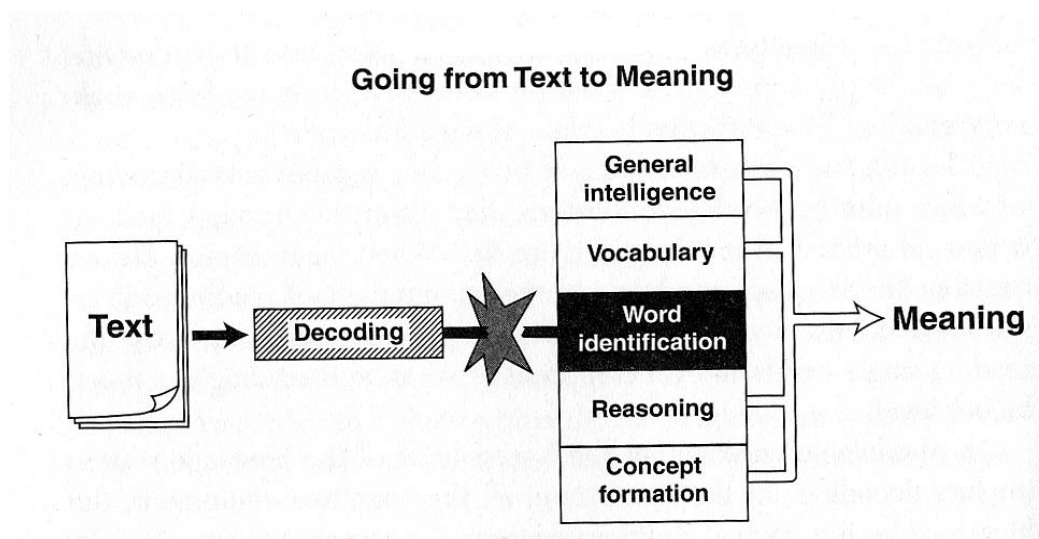 Going from Text to Meaning
General
intelligence
Vocabulary
Text
Decoding
Word
identification
Meaning
Reasoning
Concept
formation